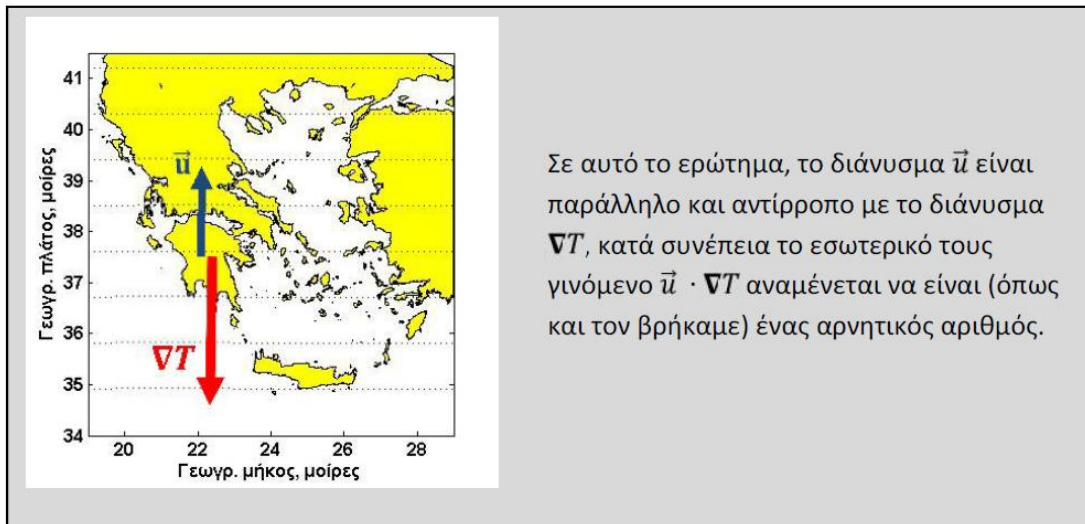 41
40
39
38
37
36
35
34
20 22 24 26 28
Γεωγρ. πλάτος, μοίρες
Γεωγρ. μήκος, μοίρες
u⃗
∇T
Σε αυτό το ερώτημα, το διάνυσμα u⃗ είναι
παράλληλο και αντίρροπο με το διάνυσμα
∇T, κατά συνέπεια το εσωτερικό τους
γινόμενο u⃗ · ∇T αναμένεται να είναι (όπως
και τον βρήκαμε) ένας αρνητικός αριθμός.